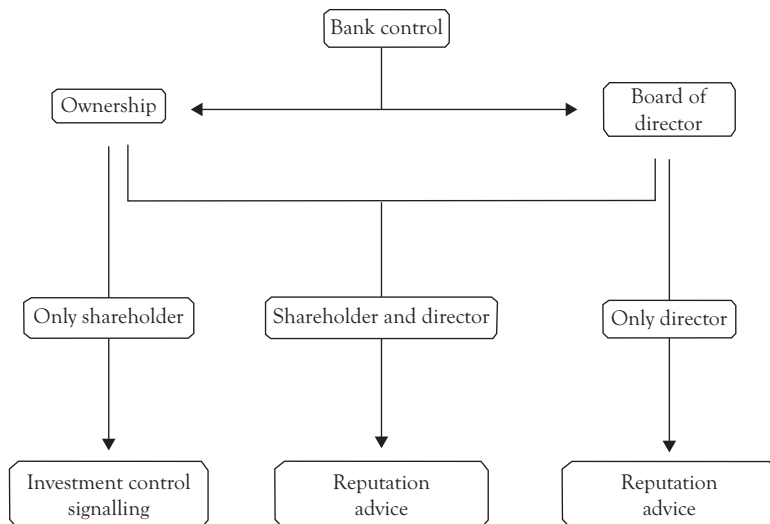 Bank control
Ownership
Board of
director
Only shareholder
Shareholder and director
Only director
Investment control
signalling
Reputation
advice
Reputation
advice